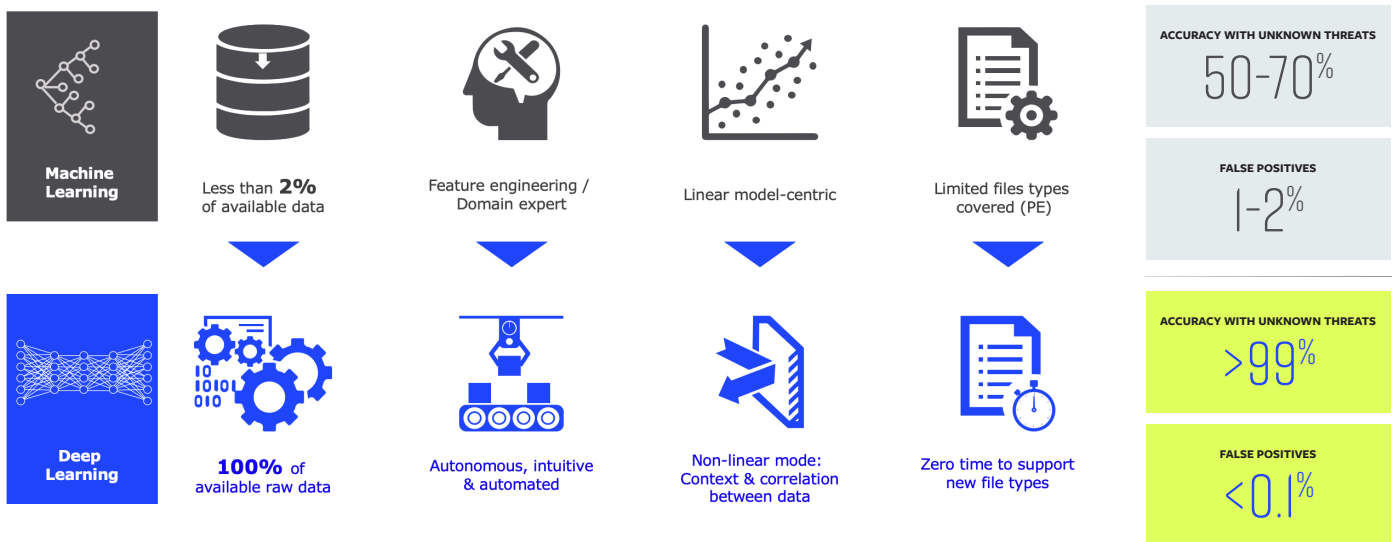 Machine
Learning
Less than 2%
of available data
Feature engineering /
Domain expert
Linear model-centric
Limited files types
covered (PE)
ACCURACY WITH UNKNOWN THREATS
50-70%
FALSE POSITIVES
1-2%
Deep
Learning
10
1010
010
100% of
available raw data
Autonomous, intuitive
& automated
Non-linear mode:
Context & correlation
between data
Zero time to support
new file types
ACCURACY WITH UNKNOWN THREATS
>99%
FALSE POSITIVES
<0.1%